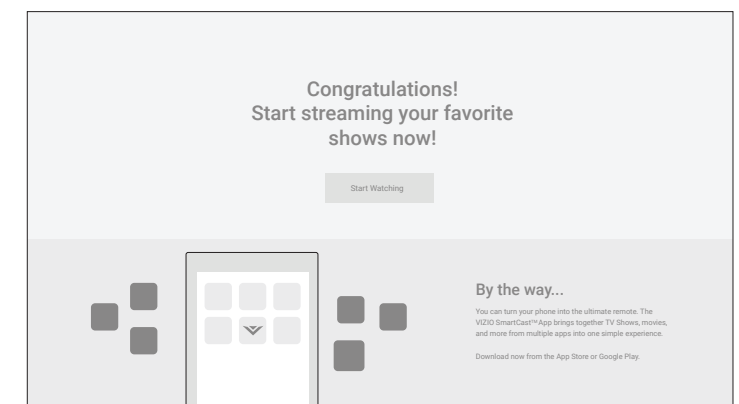 Congratulations!
Start streaming your favorite
shows now!
Start Watching
By the way...
You can turn your phone into the ultimate remote. The
VIZIO SmartCast™ App brings together TV Shows, movies,
and more from multiple apps into one simple experience.
Download now from the App Store or Google Play.